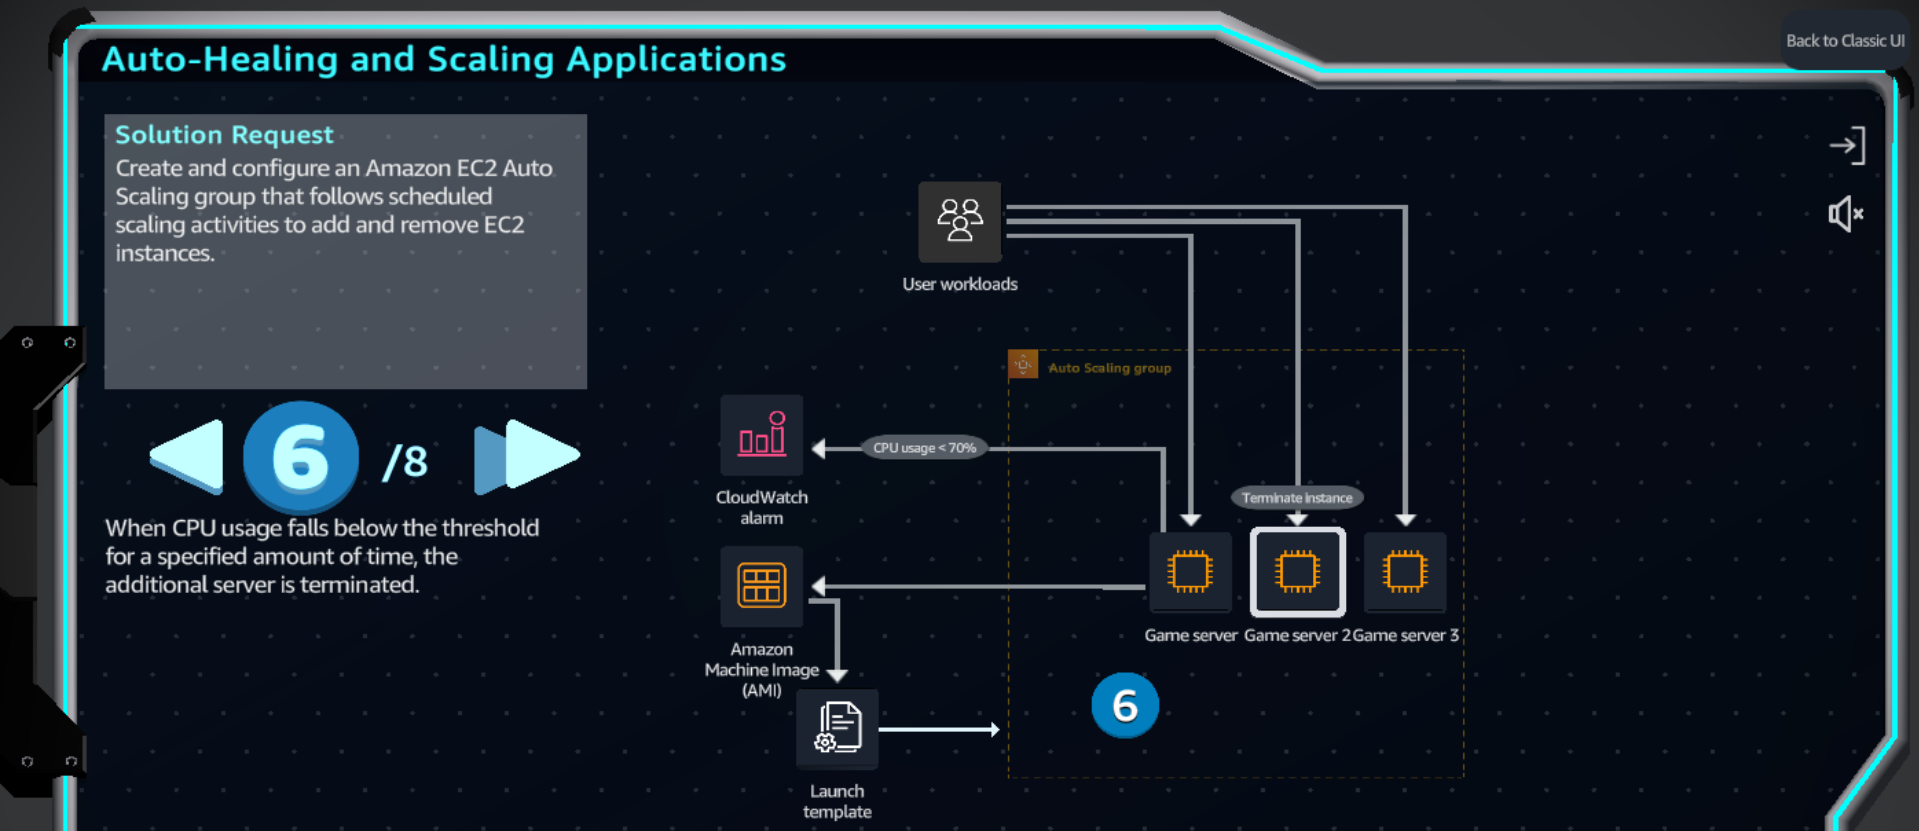 Back to Classic UI
Auto-Healing and Scaling Applications
Solution Request
Create and configure an Amazon EC2 Auto
Scaling group that follows scheduled
scaling activities to add and remove EC2
instances.
6 /8
When CPU usage falls below the threshold
for a specified amount of time, the
additional server is terminated.
User workloads
Auto Scaling group
CPU usage < 70%
CloudWatch
alarm
Terminate instance
Game server
Game server 2
Game server 3
Amazon
Machine Image
(AMI)
6
Launch
template